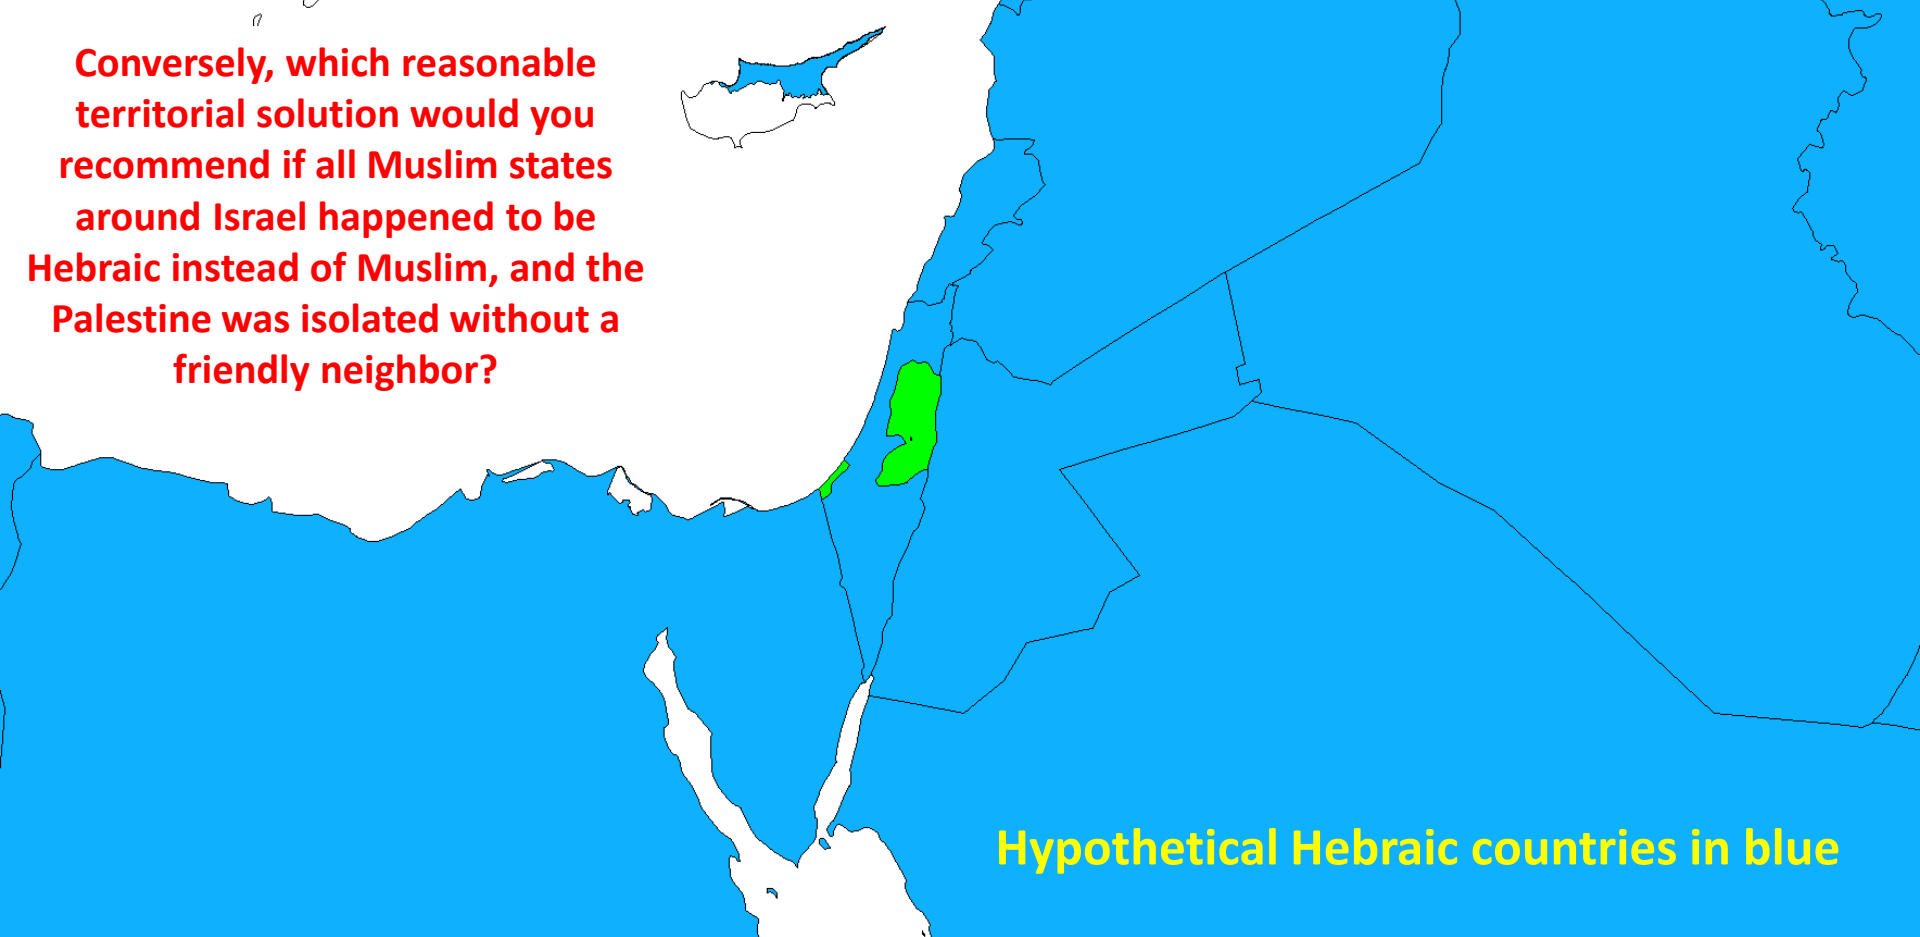 Conversely, which reasonable
territorial solution would you
recommend if all Muslim states
around Israel happened to be
Hebraic instead of Muslim, and the
Palestine was isolated without a
friendly neighbor?
Hypothetical Hebraic countries in blue